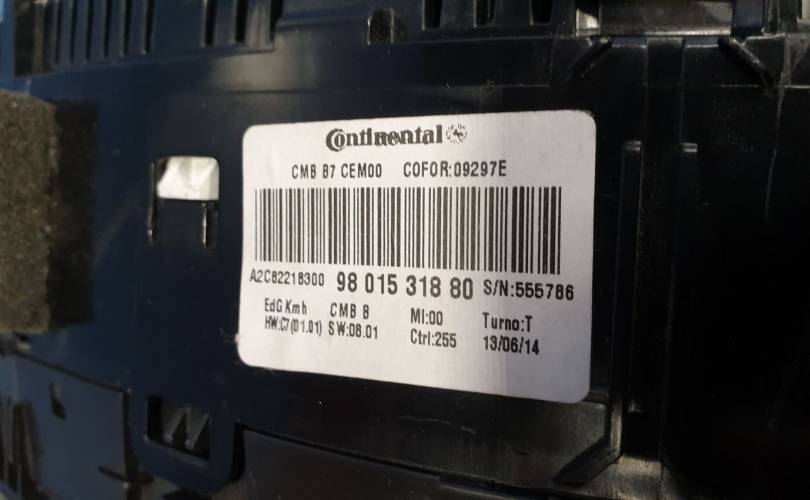 Continental
CMB B7 CEM00 COFOR:09297E
A2C82218300 98 015 318 80 S/N:555786
EdG Kmh CMB B MI:00 Turno:T
HW:C7(01.01) SW:08.01 Ctrl:255 13/06/14